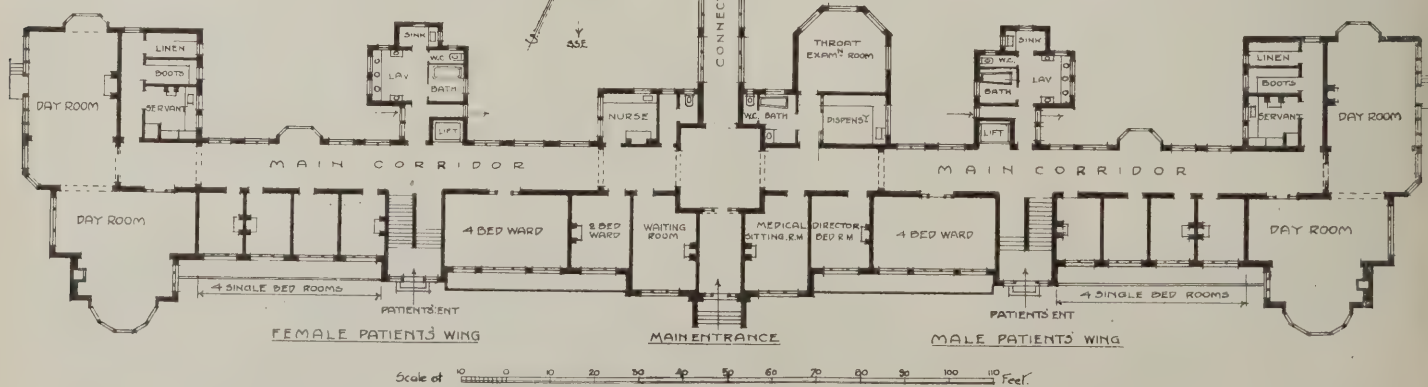 CONNEC
SSE
LINEN
BOOTS
SERVANT
DAY ROOM
SINK
W.C.
LAV
BATH
LIFT
NURSE
THROAT
EXAMN ROOM
W.C.
BATH
DISPENSY
SINK
W.C.
LAV
BATH
LIFT
LINEN
BOOTS
SERVANT
DAY ROOM
MAIN CORRIDOR
MAIN CORRIDOR
DAY ROOM
4 BED WARD
2 BED
WARD
WAITING
ROOM
MEDICAL DIRECTOR
SITTING. R.M BED R.M
4 BED WARD
DAY ROOM
4 SINGLE BED ROOMS
4 SINGLE BED ROOMS
PATIENTS' ENT
PATIENTS' ENT
FEMALE PATIENTS' WING
MAIN ENTRANCE
MALE PATIENTS' WING
Scale of 10 0 10 20 30 40 50 60 70 80 90 100 110 Feet.